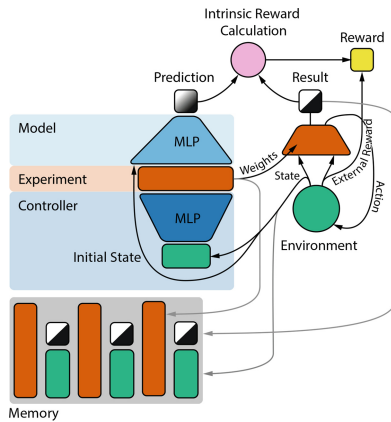 Intrinsic Reward
Calculation
Reward
Prediction
Result
Model
MLP
Weights
Experiment
State
External Reward
Action
Controller
MLP
Environment
Initial State
Memory